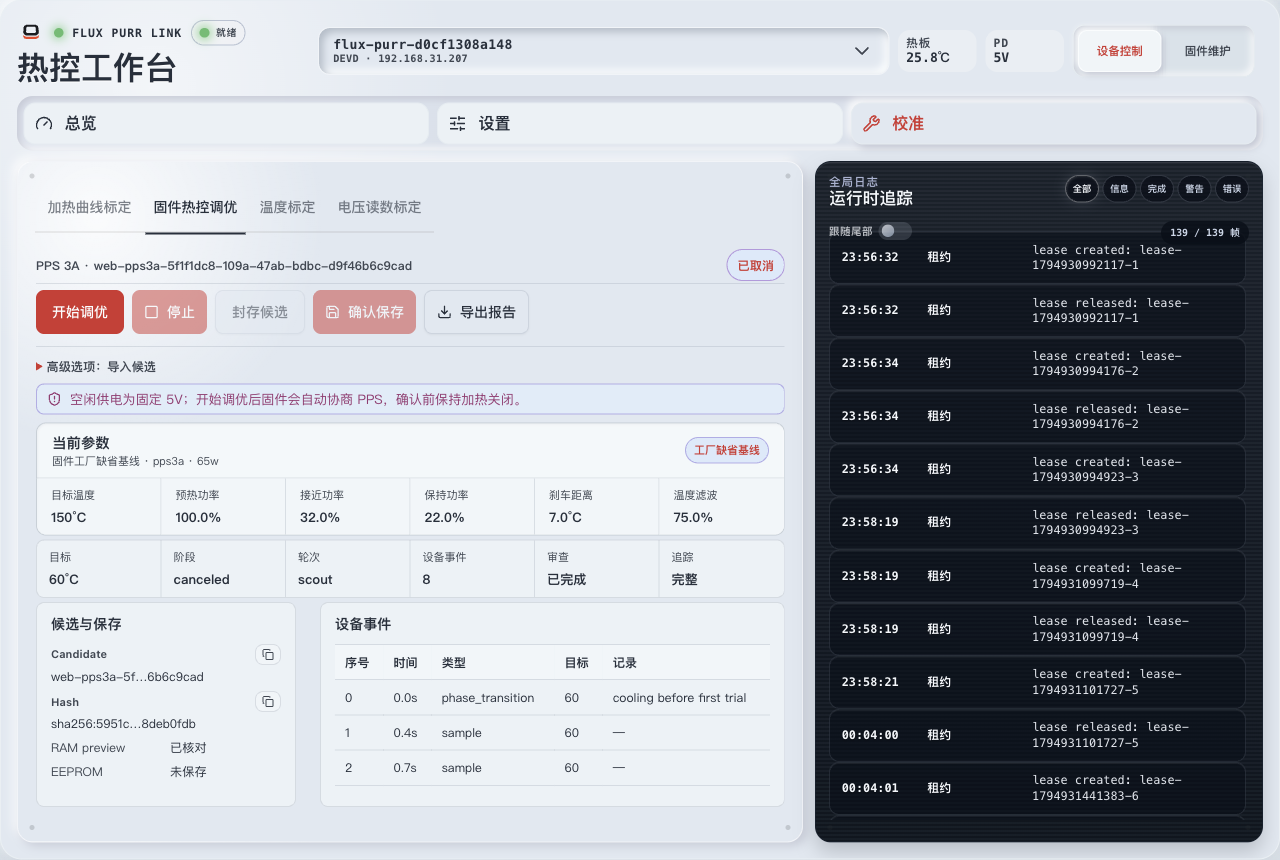 FLUX PURR LINK
就绪
热控工作台
flux-purr-d0cf1308a148
DEVD · 192.168.31.207
热板
25.8℃
PD
5V
设备控制
固件维护
总览
设置
校准
加热曲线标定
固件热控调优
温度标定
电压读数标定
PPS 3A · web-pps3a-5f1f1dc8-109a-47ab-bdbc-d9f46b6c9cad
已取消
开始调优
停止
封存候选
确认保存
导出报告
高级选项：导入候选
空闲供电为固定 5V；开始调优后固件会自动协商 PPS，确认前保持加热关闭。
当前参数
固件工厂缺省基线 · pps3a · 65w
工厂缺省基线
目标温度
150°C
预热功率
100.0%
接近功率
32.0%
保持功率
22.0%
刹车距离
7.0°C
温度滤波
75.0%
目标
60°C
阶段
canceled
轮次
scout
设备事件
8
审查
已完成
追踪
完整
候选与保存
Candidate
web-pps3a-5f…6b6c9cad
Hash
sha256:5951c…8deb0fdb
RAM preview 已核对
EEPROM 未保存
设备事件
序号 时间 类型 目标 记录
0 0.0s phase_transition 60 cooling before first trial
1 0.4s sample 60 —
2 0.7s sample 60 —
全局日志
运行时追踪
全部
信息
完成
警告
错误
跟随尾部
139 / 139 帧
23:56:32 租约 lease created: lease-
1794930992117-1
23:56:32 租约 lease released: lease-
1794930992117-1
23:56:34 租约 lease created: lease-
1794930994176-2
23:56:34 租约 lease released: lease-
1794930994176-2
23:56:34 租约 lease created: lease-
1794930994923-3
23:58:19 租约 lease released: lease-
1794930994923-3
23:58:19 租约 lease created: lease-
1794931099719-4
23:58:19 租约 lease released: lease-
1794931099719-4
23:58:21 租约 lease created: lease-
1794931101727-5
00:04:00 租约 lease released: lease-
1794931101727-5
00:04:01 租约 lease created: lease-
1794931441383-6